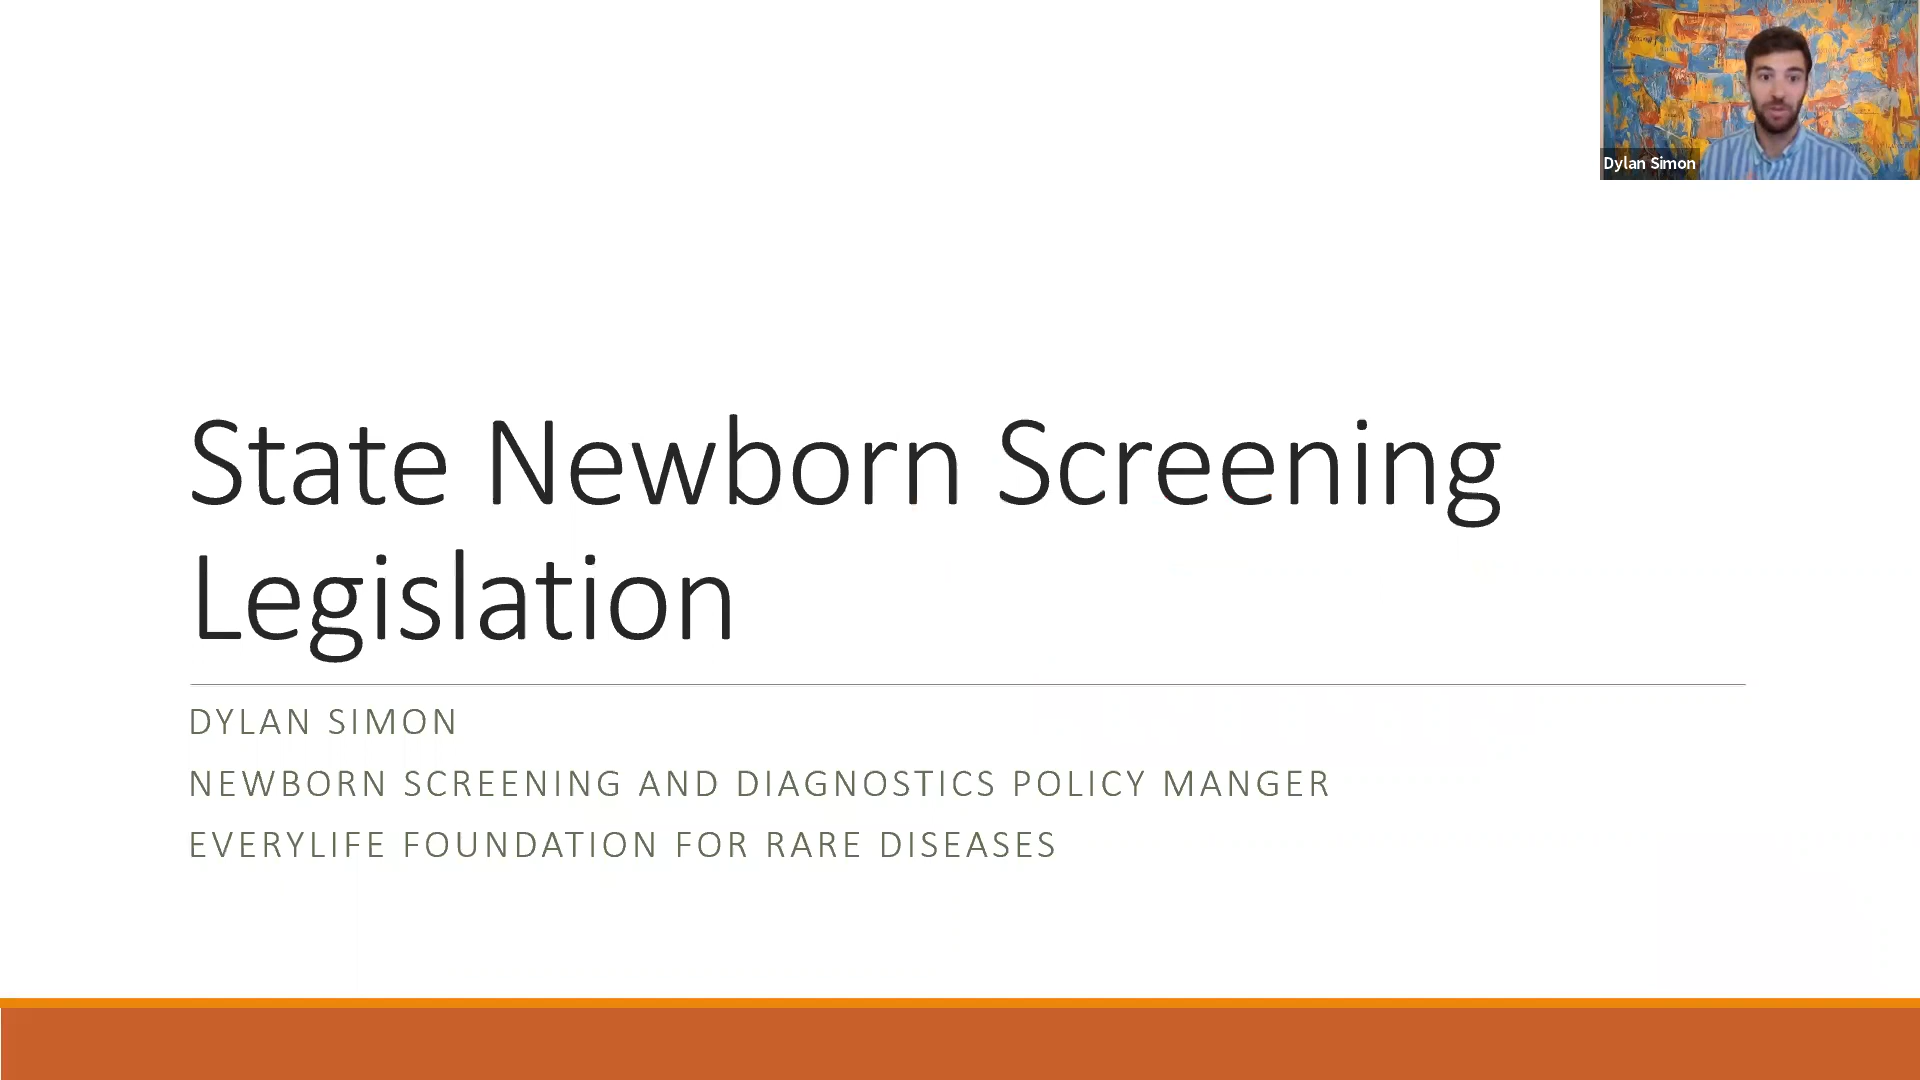 Dylan Simon
State Newborn Screening
Legislation
DYLAN SIMON
NEWBORN SCREENING AND DIAGNOSTICS POLICY MANGER
EVERYLIFE FOUNDATION FOR RARE DISEASES